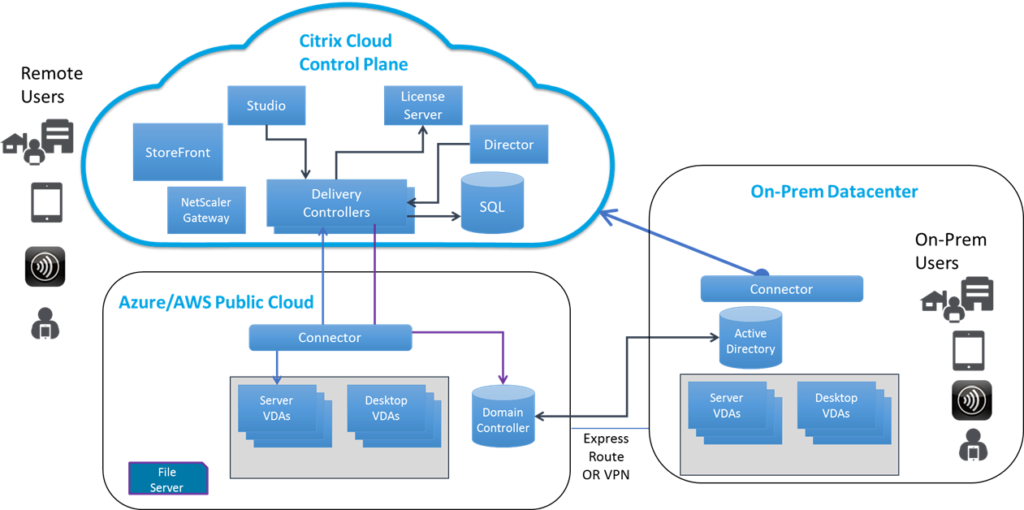 Citrix Cloud
Control Plane
Remote
Users
Studio
License
Server
StoreFront
Director
Delivery
Controllers
NetScaler
Gateway
SQL
On-Prem Datacenter
On-Prem
Users
Connector
Active
Directory
Server
VDAs
Desktop
VDAs
Azure/AWS Public Cloud
Connector
Server
VDAs
Desktop
VDAs
Domain
Controller
File
Server
Express
Route
OR VPN